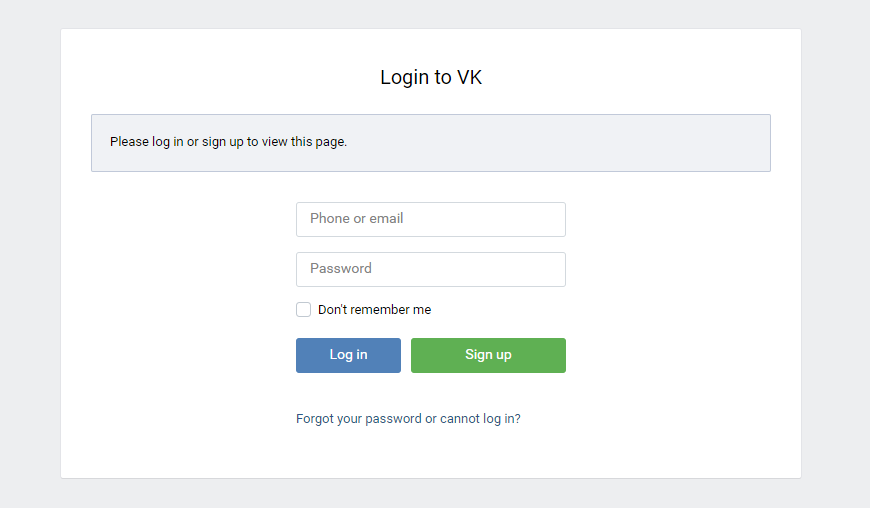 Login to VK
Please log in or sign up to view this page.
Phone or email
Password
Don't remember me
Log in
Sign up
Forgot your password or cannot log in?